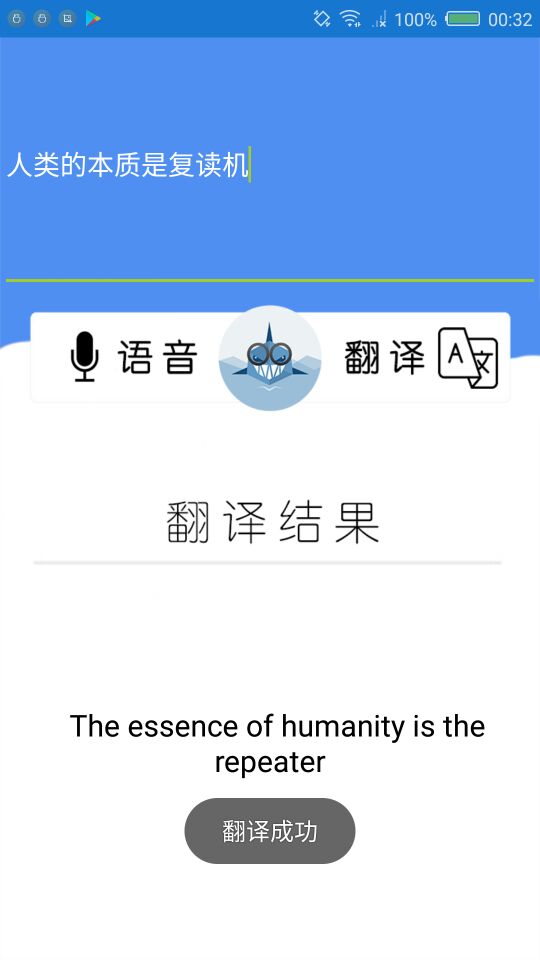 100% 00:32
人类的本质是复读机
语音 翻译 A 文
翻译结果
The essence of humanity is the
repeater
翻译成功